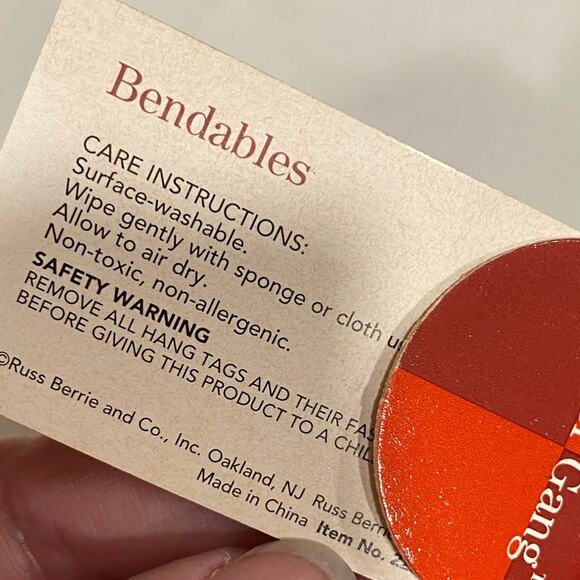 Bendables
CARE INSTRUCTIONS:
Surface-washable.
Wipe gently with sponge or cloth
Allow to air dry.
Non-toxic, non-allergenic.
SAFETY WARNING
REMOVE ALL HANG TAGS AND THEIR
BEFORE GIVING THIS PRODUCT TO A
©Russ Berrie and Co., Inc. Oakland, NJ Russ
Made in China Item No.
Gang